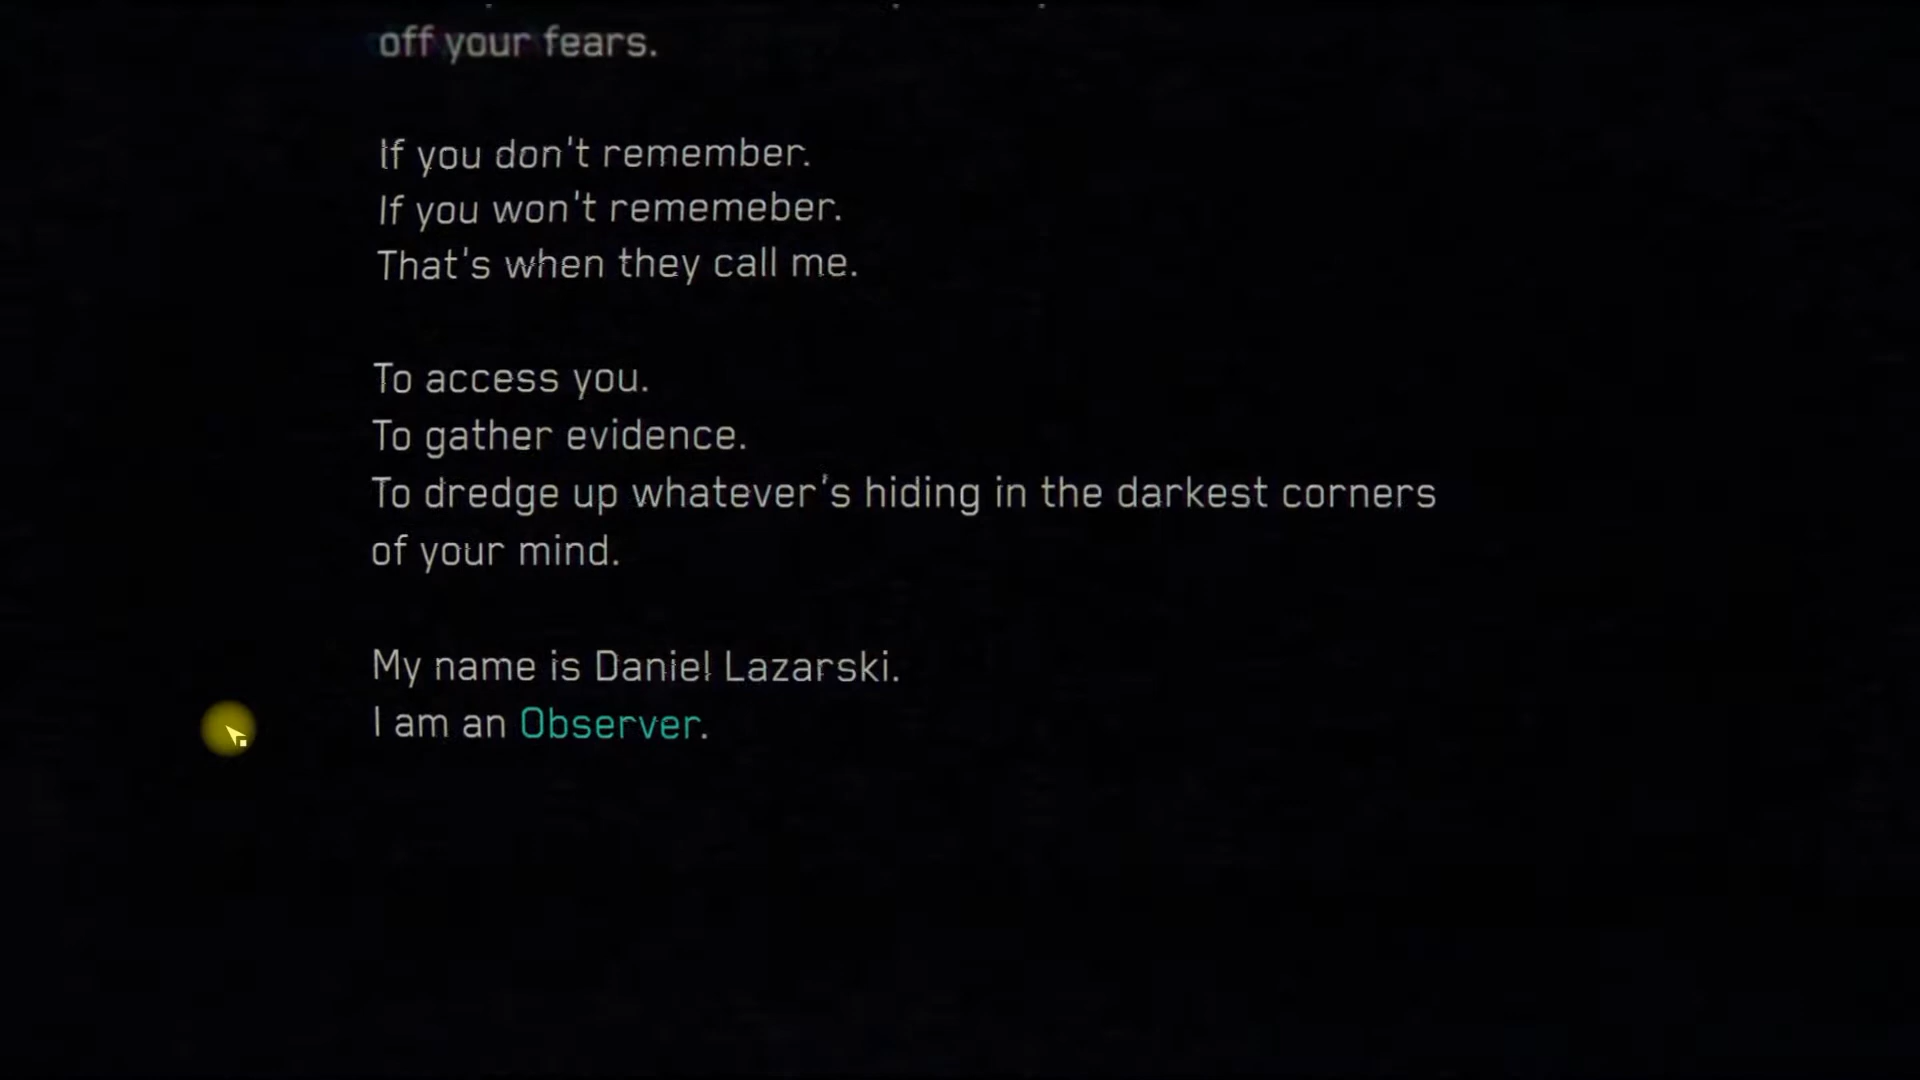 off your fears.
If you don't remember.
If you won't rememeber.
That's when they call me.
To access you.
To gather evidence.
To dredge up whatever's hiding in the darkest corners
of your mind.
My name is Daniel Lazarski.
I am an Observer.